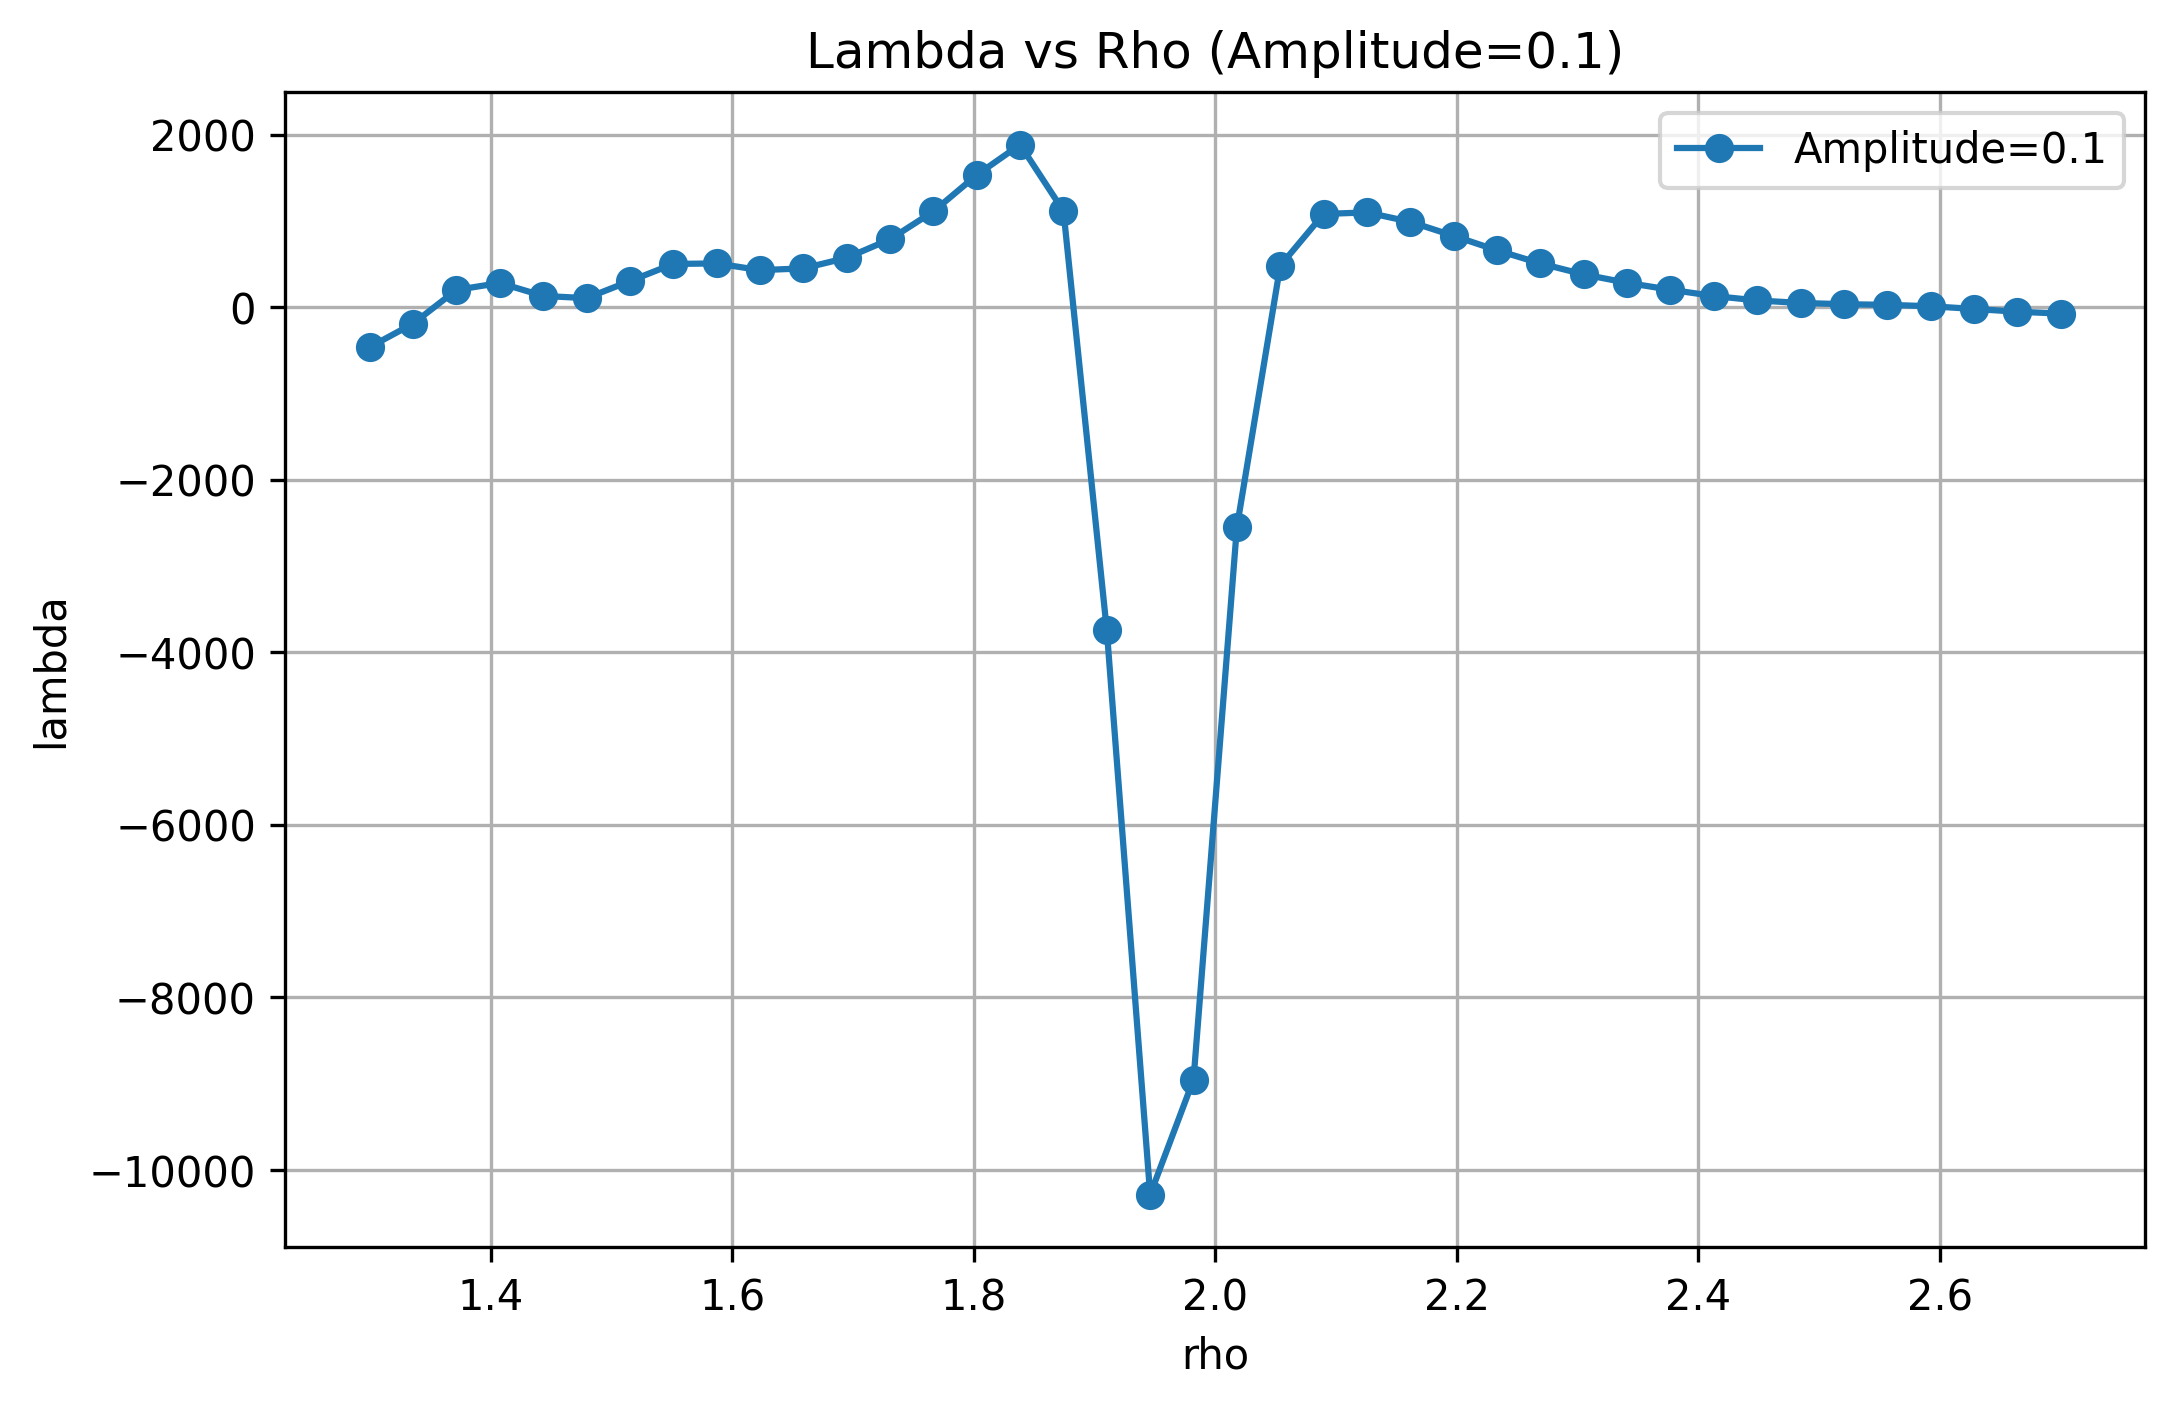 Lambda vs Rho (Amplitude=0.1)
Amplitude=0.1
2000
0
−2000
−4000
−6000
−8000
−10000
lambda
1.4 1.6 1.8 2.0 2.2 2.4 2.6
rho